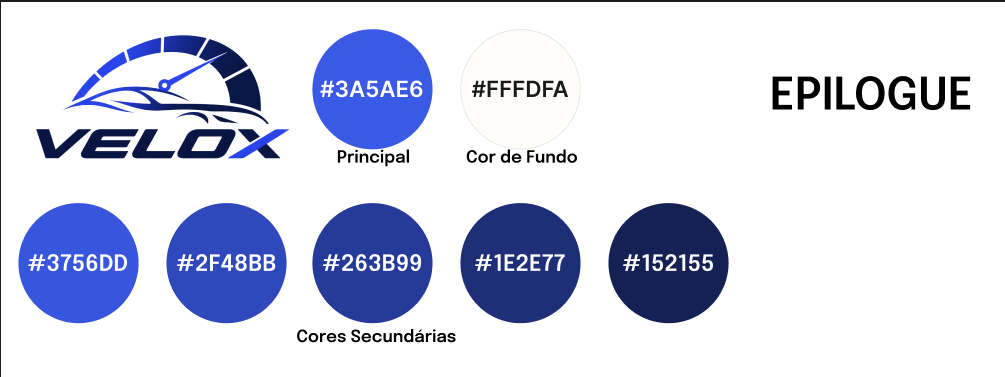 VELOX
#3A5AE6
Principal
#FFFDFA
Cor de Fundo
EPILOGUE
#3756DD
#2F48BB
#263B99
#1E2E77
#152155
Cores Secundárias